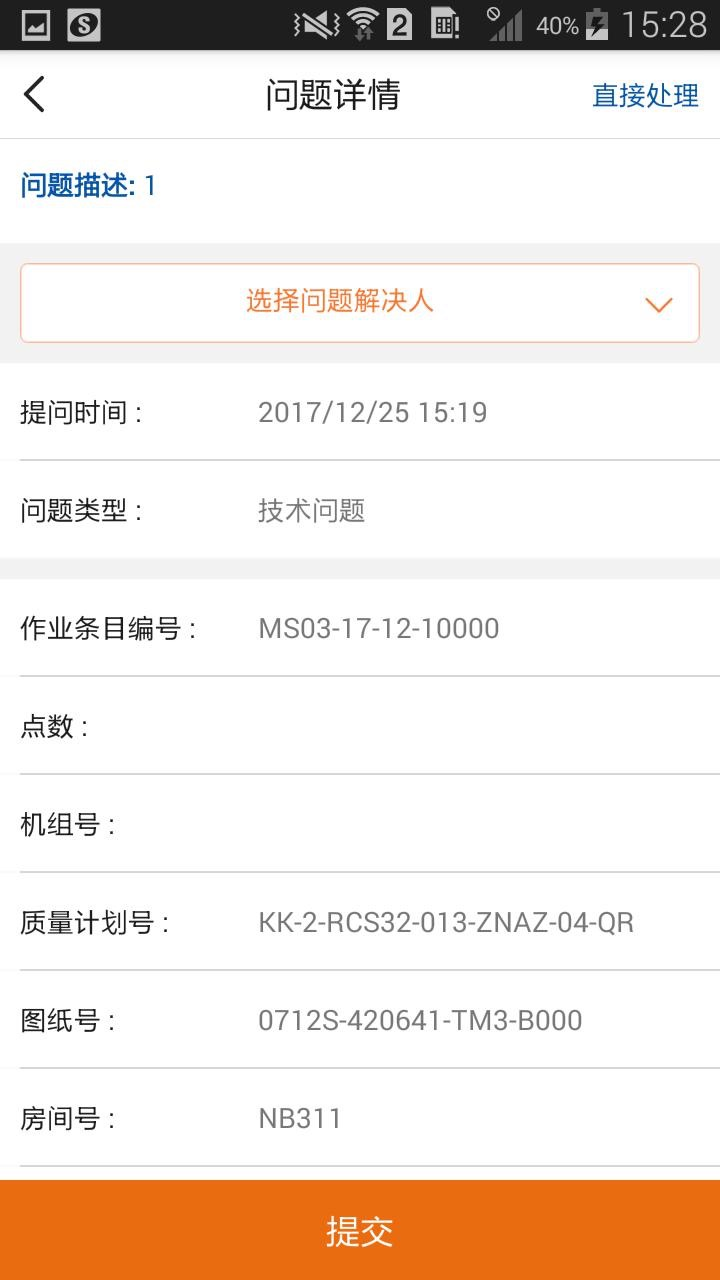 2 40% 15:28
问题详情 直接处理
问题描述: 1
选择问题解决人
提问时间 : 2017/12/25 15:19
问题类型 : 技术问题
作业条目编号 : MS03-17-12-10000
点数 :
机组号 :
质量计划号 : KK-2-RCS32-013-ZNAZ-04-QR
图纸号 : 0712S-420641-TM3-B000
房间号 : NB311
提交